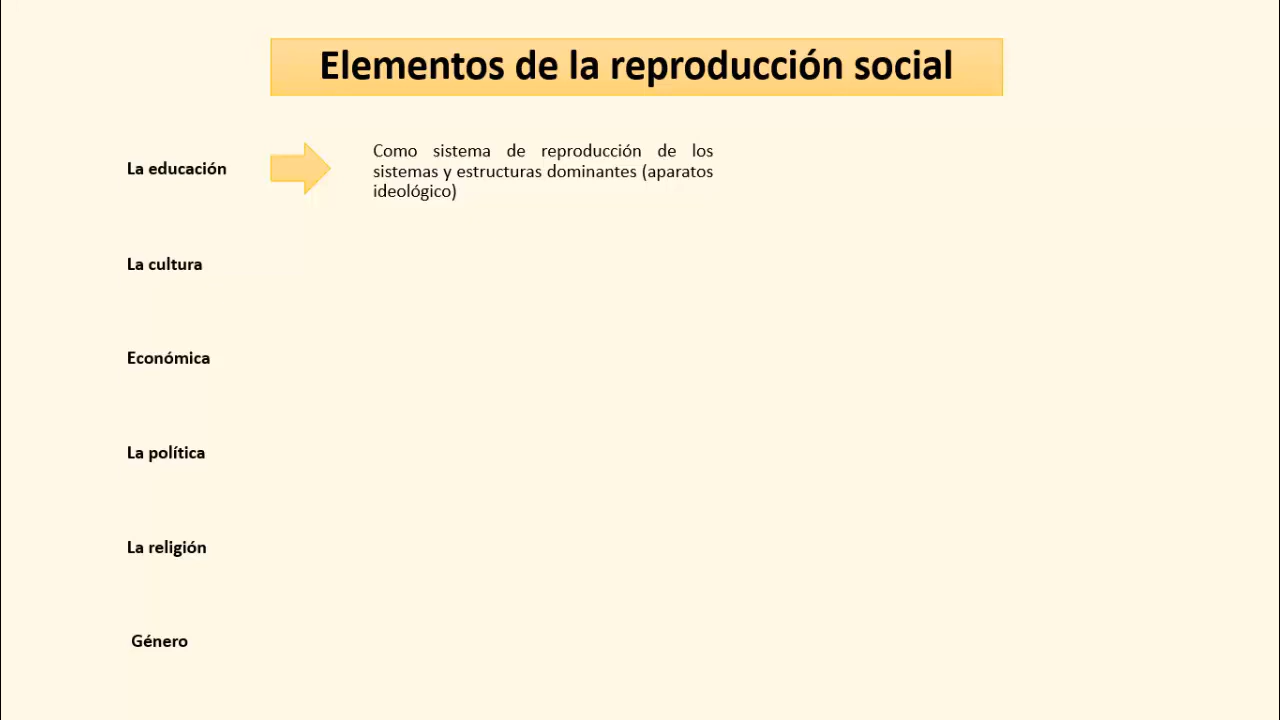 Elementos de la reproducción social
La educación
Como sistema de reproducción de los
sistemas y estructuras dominantes (aparatos
ideológico)
La cultura
Económica
La política
La religión
Género